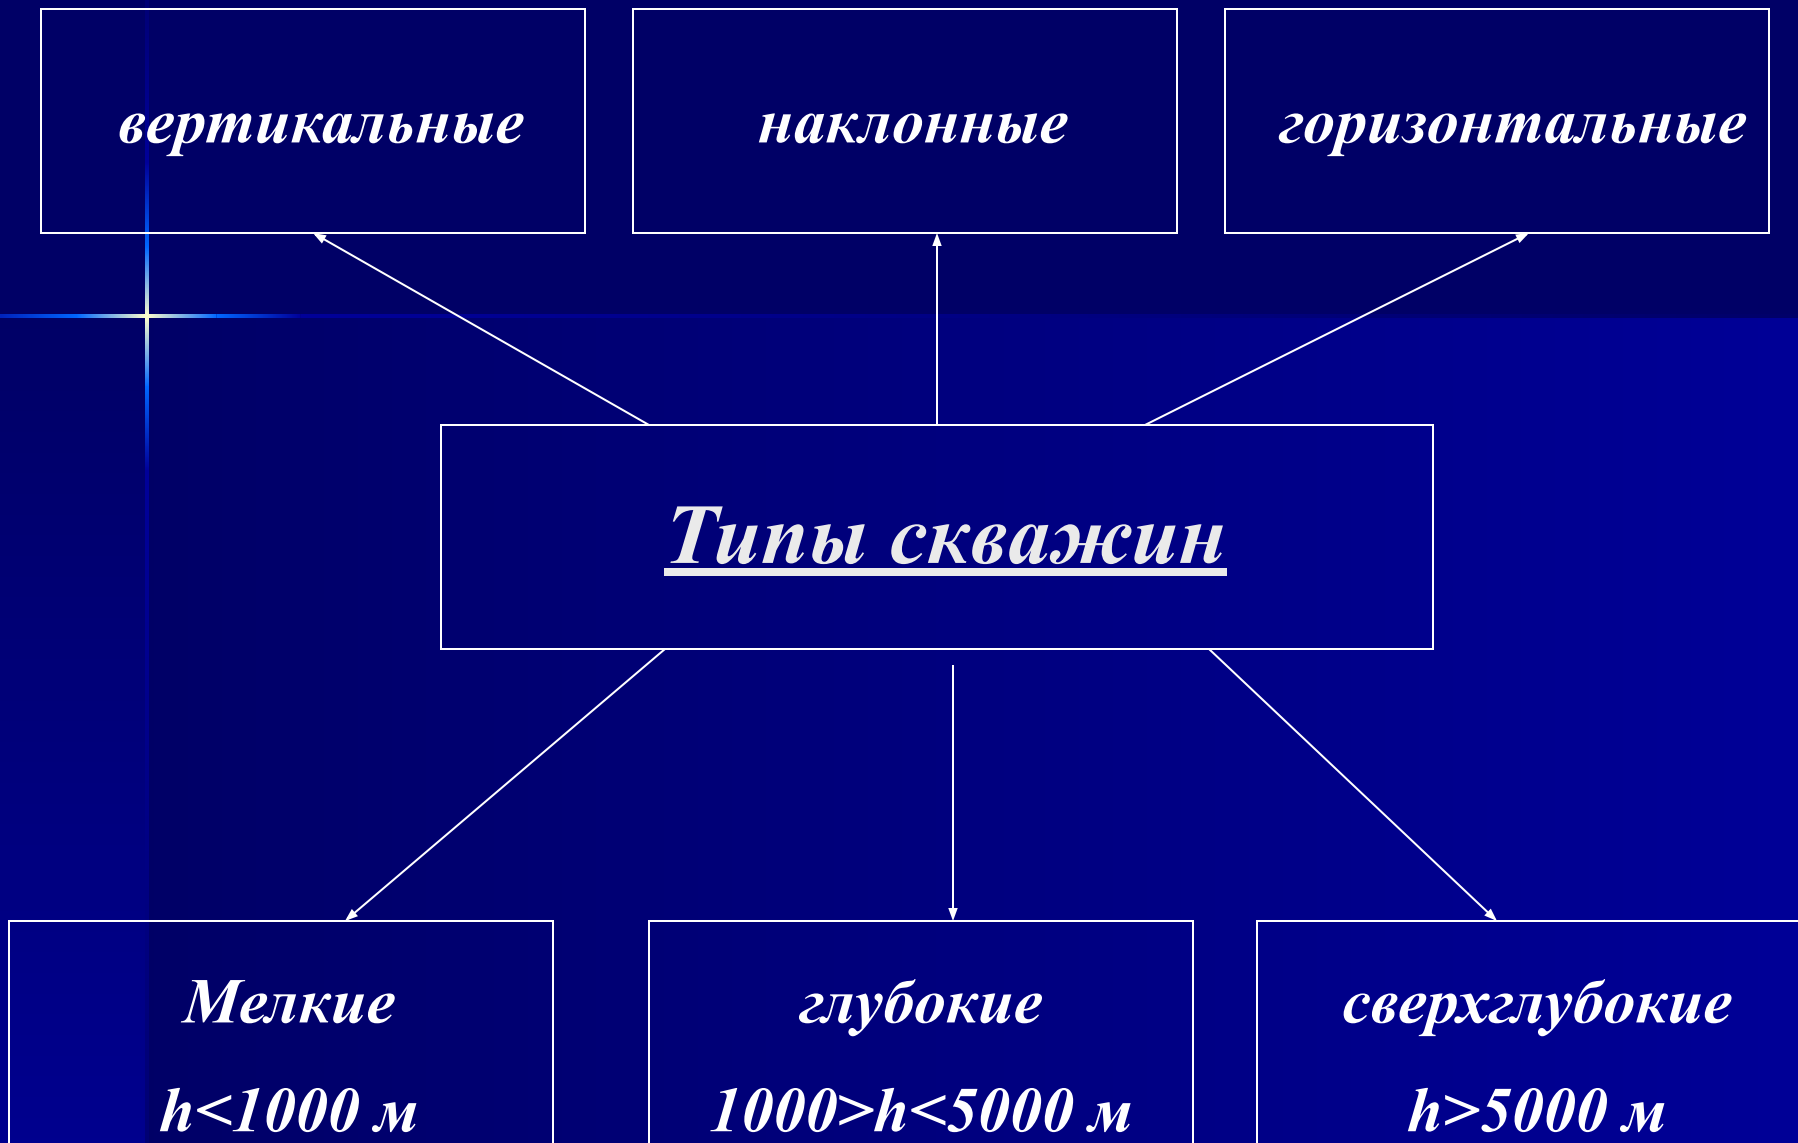 вертикальные
наклонные
горизонтальные
Типы скважин
Мелкие
h<1000 м
глубокие
1000>h<5000 м
сверхглубокие
h>5000 м